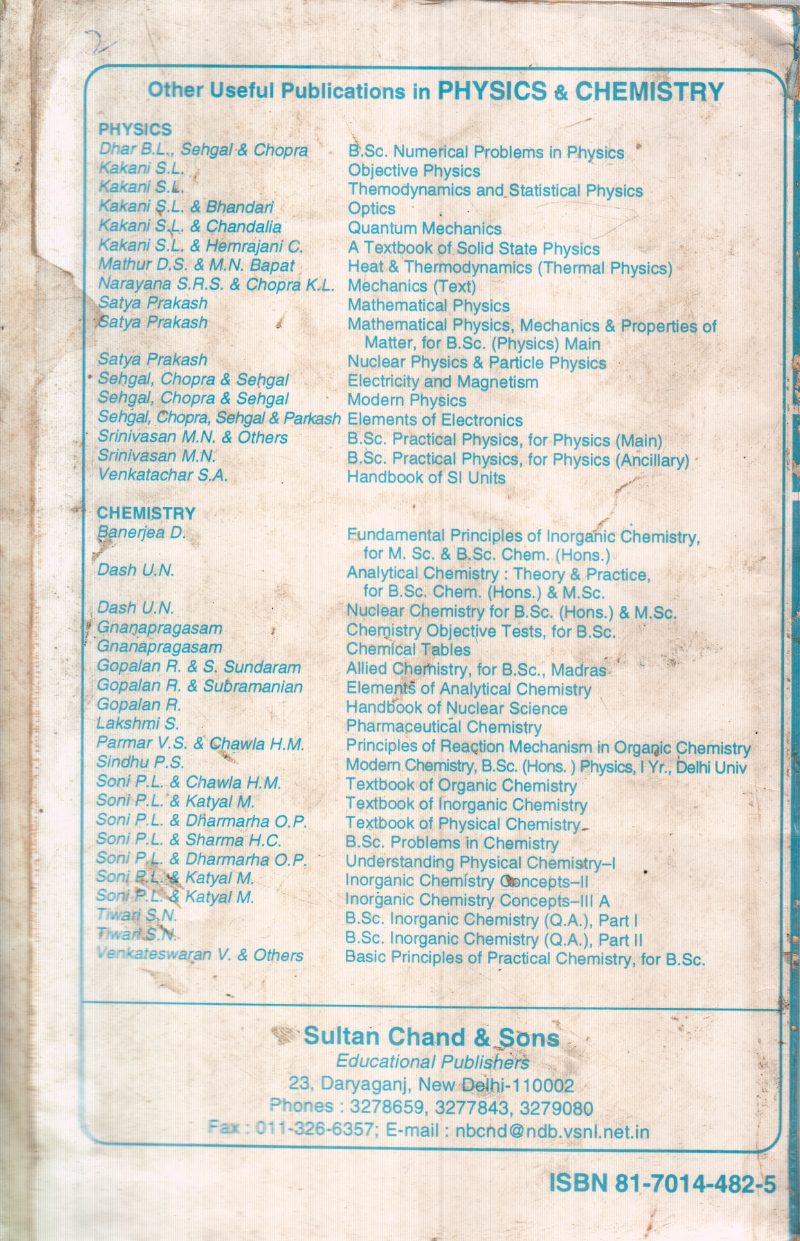 2
Other Useful Publications in PHYSICS & CHEMISTRY
PHYSICS
Dhar B.L., Sehgal & Chopra B.Sc. Numerical Problems in Physics
Kakani S.L. Objective Physics
Kakani S.L. Themodynamics and Statistical Physics
Kakani S.L. & Bhandari Optics
Kakani S.L. & Chandalia Quantum Mechanics
Kakani S.L. & Hemrajani C. A Textbook of Solid State Physics
Mathur D.S. & M.N. Bapat Heat & Thermodynamics (Thermal Physics)
Narayana S.R.S. & Chopra K.L. Mechanics (Text)
Satya Prakash Mathematical Physics
Satya Prakash Mathematical Physics, Mechanics & Properties of
Matter, for B.Sc. (Physics) Main
Satya Prakash Nuclear Physics & Particle Physics
Sehgal, Chopra & Sehgal Electricity and Magnetism
Sehgal, Chopra & Sehgal Modern Physics
Sehgal, Chopra, Sehgal & Parkash Elements of Electronics
Srinivasan M.N. & Others B.Sc. Practical Physics, for Physics (Main)
Srinivasan M.N. B.Sc. Practical Physics, for Physics (Ancillary)
Venkatachar S.A. Handbook of SI Units
CHEMISTRY
Banerjea D. Fundamental Principles of Inorganic Chemistry,
for M. Sc. & B.Sc. Chem. (Hons.)
Dash U.N. Analytical Chemistry : Theory & Practice,
for B.Sc. Chem. (Hons.) & M.Sc.
Dash U.N. Nuclear Chemistry for B.Sc. (Hons.) & M.Sc.
Gnanapragasam Chemistry Objective Tests, for B.Sc.
Gnanapragasam Chemical Tables
Gopalan R. & S. Sundaram Allied Chemistry, for B.Sc., Madras
Gopalan R. & Subramanian Elements of Analytical Chemistry
Gopalan R. Handbook of Nuclear Science
Lakshmi S. Pharmaceutical Chemistry
Parmar V.S. & Chawla H.M. Principles of Reaction Mechanism in Organic Chemistry
Sindhu P.S. Modern Chemistry, B.Sc. (Hons. ) Physics, I Yr., Delhi Univ
Soni P.L. & Chawla H.M. Textbook of Organic Chemistry
Soni P.L. & Katyal M. Textbook of Inorganic Chemistry
Soni P.L. & Dharmarha O.P. Textbook of Physical Chemistry
Soni P.L. & Sharma H.C. B.Sc. Problems in Chemistry
Soni P.L. & Dharmarha O.P. Understanding Physical Chemistry–I
Soni P.L. & Katyal M. Inorganic Chemistry Concepts–II
Soni P.L. & Katyal M. Inorganic Chemistry Concepts–III A
Tiwari S.N. B.Sc. Inorganic Chemistry (Q.A.), Part I
Tiwari S.N. B.Sc. Inorganic Chemistry (Q.A.), Part II
Venkateswaran V. & Others Basic Principles of Practical Chemistry, for B.Sc.
Sultan Chand & Sons
Educational Publishers
23, Daryaganj, New Delhi-110002
Phones : 3278659, 3277843, 3279080
Fax : 011-326-6357; E-mail : nbcnd@ndb.vsnl.net.in
ISBN 81-7014-482-5